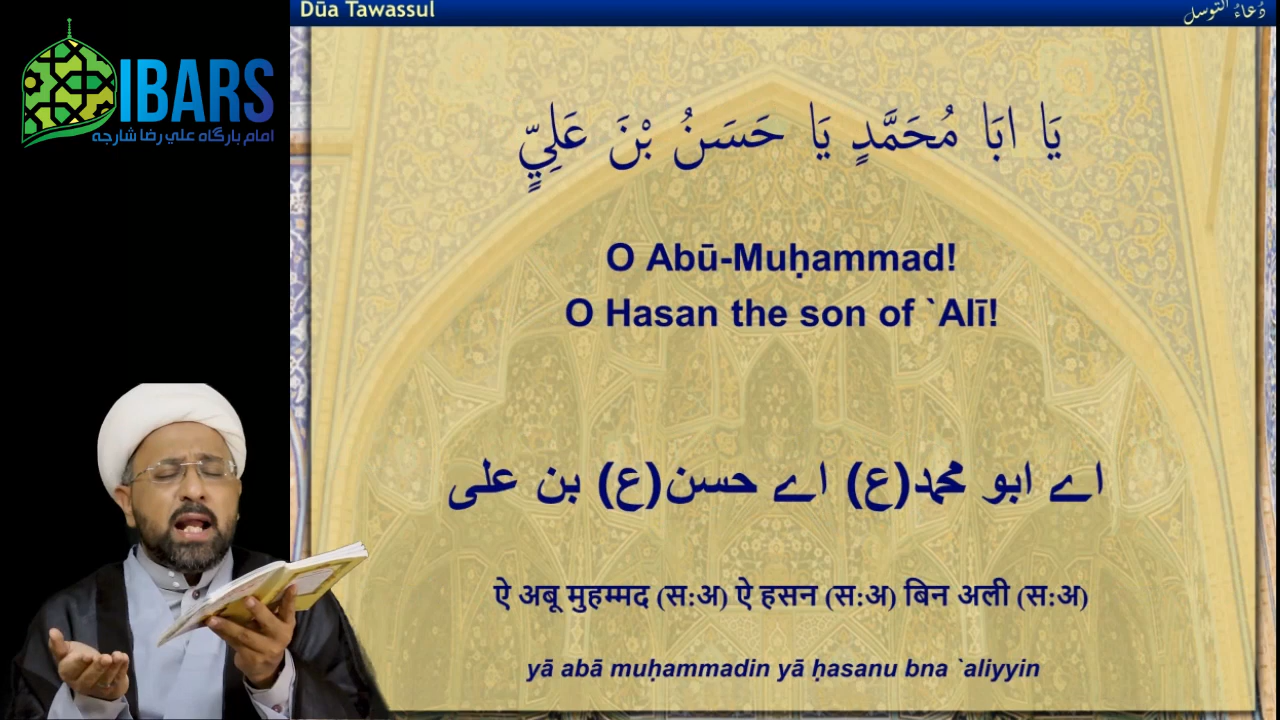 Dūa Tawassul
دُعاءُ التوسل
IBARS
امام بارگاه علي رضا شارجه
يَا ابَا مُحَمَّدٍ يَا حَسَنُ بْنَ عَلِيٍّ
O Abū-Muḥammad!
O Hasan the son of `Alī!
اے ابو محمد(ع) اے حسن(ع) بن علی
ऐ अबू मुहम्मद (स:अ) ऐ हसन (स:अ) बिन अली (स:अ)
yā abā muḥammadin yā ḥasanu bna `aliyyin